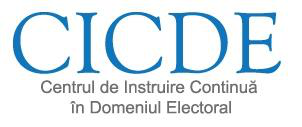 CICDE
Centrul de Instruire Continuă
în Domeniul Electoral